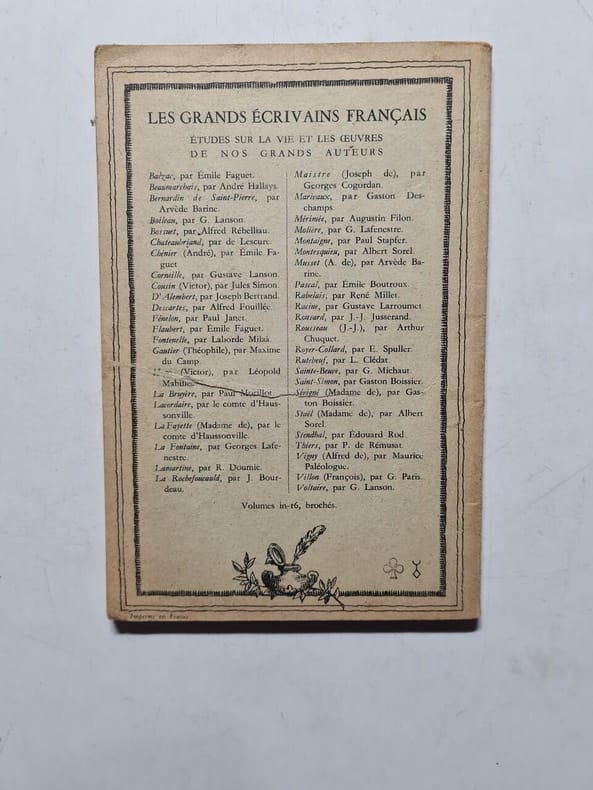 LES GRANDS ÉCRIVAINS FRANÇAIS
ÉTUDES SUR LA VIE ET LES ŒUVRES
DE NOS GRANDS AUTEURS
Balzac, par Émile Faguet.
Beaumarchais, par André Hallays.
Bernardin de Saint-Pierre, par
Arvède Barine.
Boileau, par G. Lanson.
Bossuet, par Alfred Rébelliau.
Chateaubriand, par de Lescure.
Chénier (André), par Émile Fa-
guet
Corneille, par Gustave Lanson.
Cousin (Victor), par Jules Simon.
D'Alembert, par Joseph Bertrand.
Descartes, par Alfred Fouillée.
Fénelon, par Paul Janet.
Flaubert, par Émile Faguet.
Fontenelle, par Laborde Milaà.
Gautier (Théophile), par Maxime
du Camp.
(Victor), par Léopold
Mabilleau.
La Bruyère, par Paul Morillot.
Lacordaire, par le comte d'Haus-
sonville.
La Fayette (Madame de), par le
comte d'Haussonville.
La Fontaine, par Georges Lafe-
nestre.
Lamartine, par R. Doumic.
La Rochefoucauld, par J. Bour-
deau.
Maistre (Joseph de), par
Georges Cogordan.
Marivaux, par Gaston Des-
champs.
Mérimée, par Augustin Filon.
Molière, par G. Lafenestre.
Montaigne, par Paul Stapfer.
Montesquieu, par Albert Sorel.
Musset (A. de), par Arvède Ba-
rine.
Pascal, par Émile Boutroux.
Rabelais, par René Millet.
Racine, par Gustave Larroumet.
Ronsard, par J.-J. Jusserand.
Rousseau (J.-J.), par Arthur
Chuquet.
Royer-Collard, par E. Spuller.
Rutebeuf, par L. Clédat.
Sainte-Beuve, par G. Michaut.
Saint-Simon, par Gaston Boissier.
Sévigné (Madame de), par Gas-
ton Boissier.
Staël (Madame de), par Albert
Sorel.
Stendhal, par Édouard Rod.
Thiers, par P. de Rémusat.
Vigny (Alfred de), par Maurice
Paléologue.
Villon (François), par G. Paris.
Voltaire, par G. Lanson.
Volumes in-16, brochés.
Imprimé en France